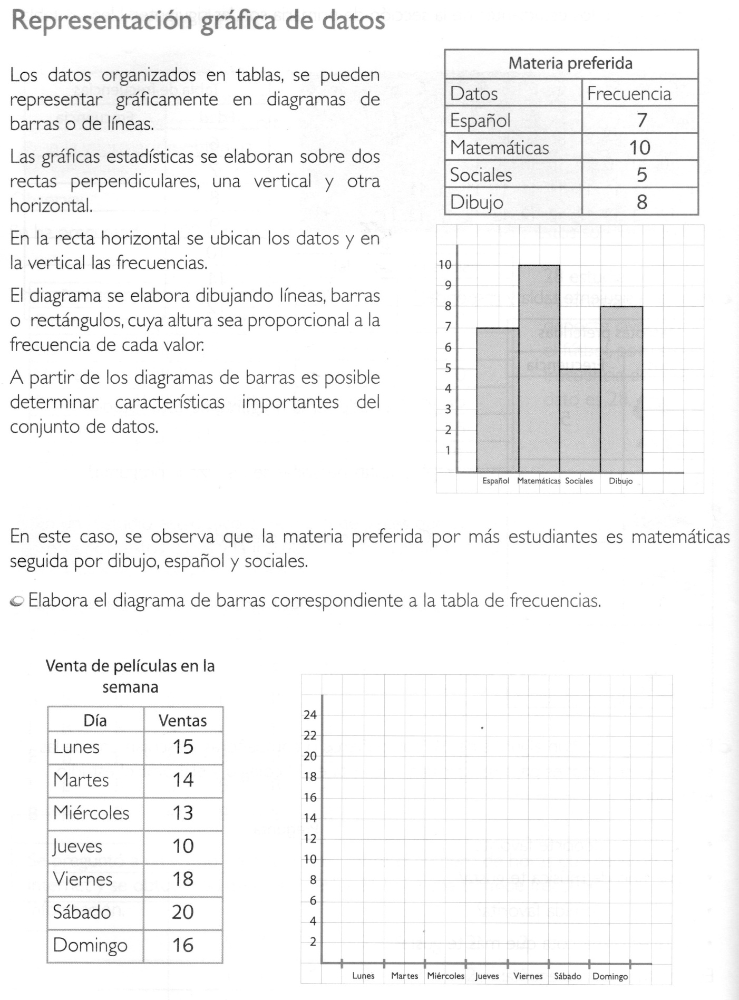 Representación gráfica de datos
Los datos organizados en tablas, se pueden
representar gráficamente en diagramas de
barras o de líneas.
Las gráficas estadísticas se elaboran sobre dos
rectas perpendiculares, una vertical y otra
horizontal.
En la recta horizontal se ubican los datos y en
la vertical las frecuencias.
El diagrama se elabora dibujando líneas, barras
o rectángulos, cuya altura sea proporcional a la
frecuencia de cada valor.
A partir de los diagramas de barras es posible
determinar características importantes del
conjunto de datos.
Materia preferida
Datos Frecuencia
Español 7
Matemáticas 10
Sociales 5
Dibujo 8
10
9
8
7
6
5
4
3
2
1
Español Matemáticas Sociales Dibujo
En este caso, se observa que la materia preferida por más estudiantes es matemáticas
seguida por dibujo, español y sociales.
Elabora el diagrama de barras correspondiente a la tabla de frecuencias.
Venta de películas en la
semana
Día Ventas
Lunes 15
Martes 14
Miércoles 13
Jueves 10
Viernes 18
Sábado 20
Domingo 16
24
22
20
18
16
14
12
10
8
6
4
2
Lunes Martes Miércoles Jueves Viernes Sábado Domingo